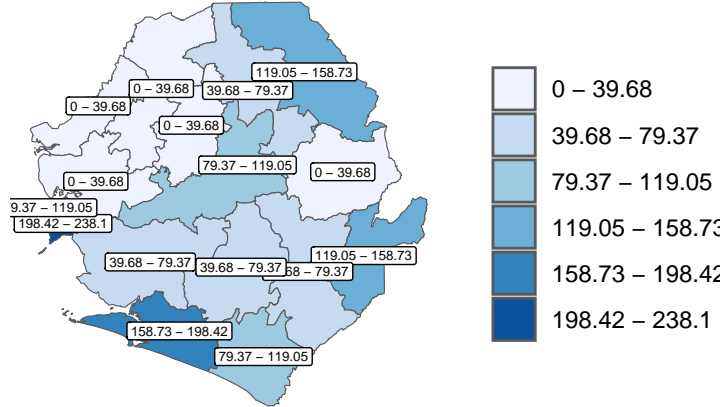 119.05 – 158.73
0 – 39.68
39.68 – 79.37
0 – 39.68
0 – 39.68
79.37 – 119.05
0 – 39.68
0 – 39.68
9.37 – 119.05
198.42 – 238.1
119.05 – 158.73
39.68 – 79.37
39.68 – 79.37
68 – 79.37
158.73 – 198.42
79.37 – 119.05
0 – 39.68
39.68 – 79.37
79.37 – 119.05
119.05 – 158.73
158.73 – 198.42
198.42 – 238.1